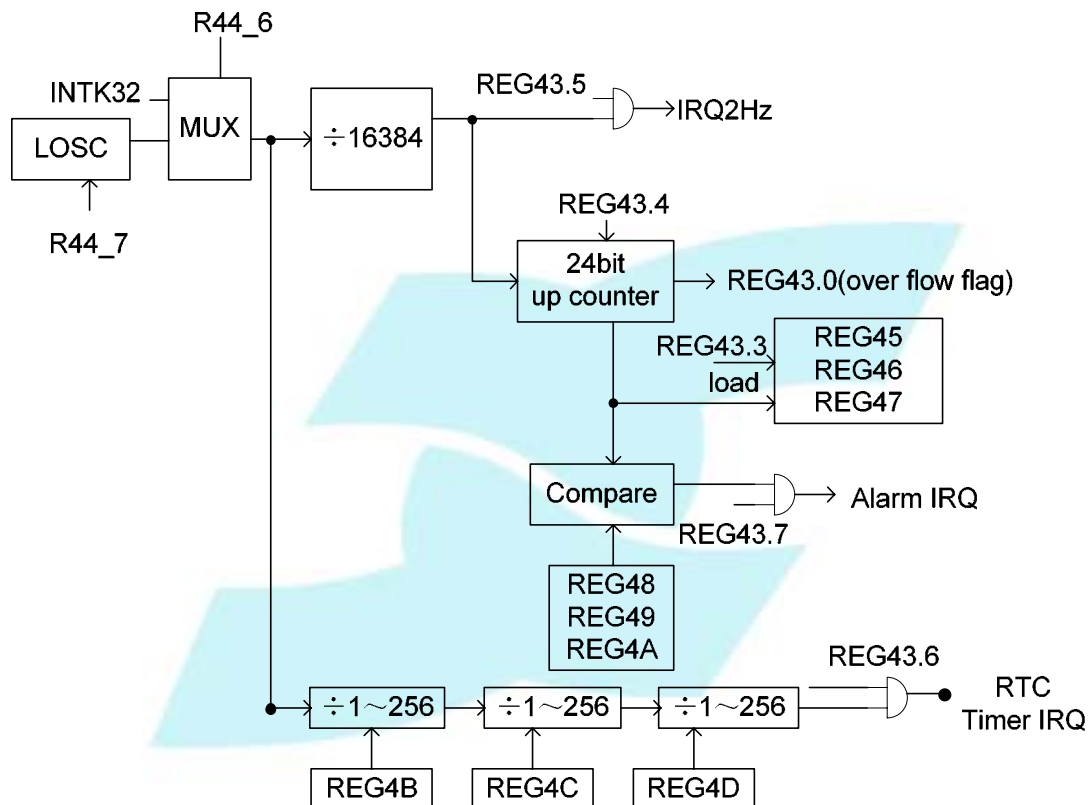 R44_6
INTK32
MUX
LOSC
R44_7
÷16384
REG43.5
IRQ2Hz
REG43.4
24bit
up counter
REG43.0(over flow flag)
REG43.3
load
REG45
REG46
REG47
Compare
REG43.7
Alarm IRQ
REG48
REG49
REG4A
REG43.6
÷1～256
÷1～256
÷1～256
RTC
Timer IRQ
REG4B
REG4C
REG4D